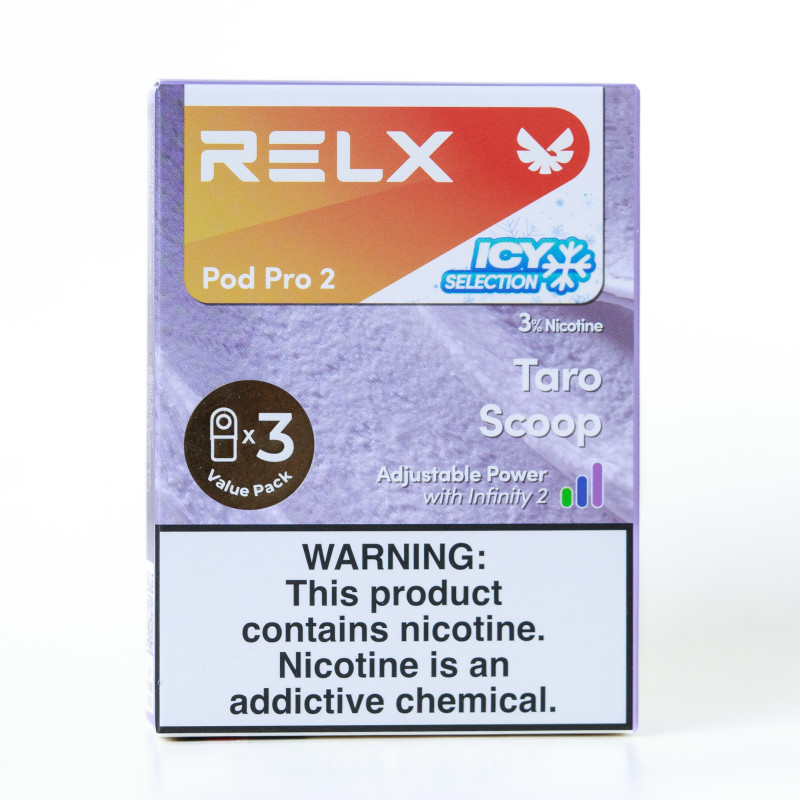 RELX
Pod Pro 2
ICY
SELECTION
3% Nicotine
Taro
Scoop
x3
Value Pack
Adjustable Power
with Infinity 2
WARNING:
This product
contains nicotine.
Nicotine is an
addictive chemical.